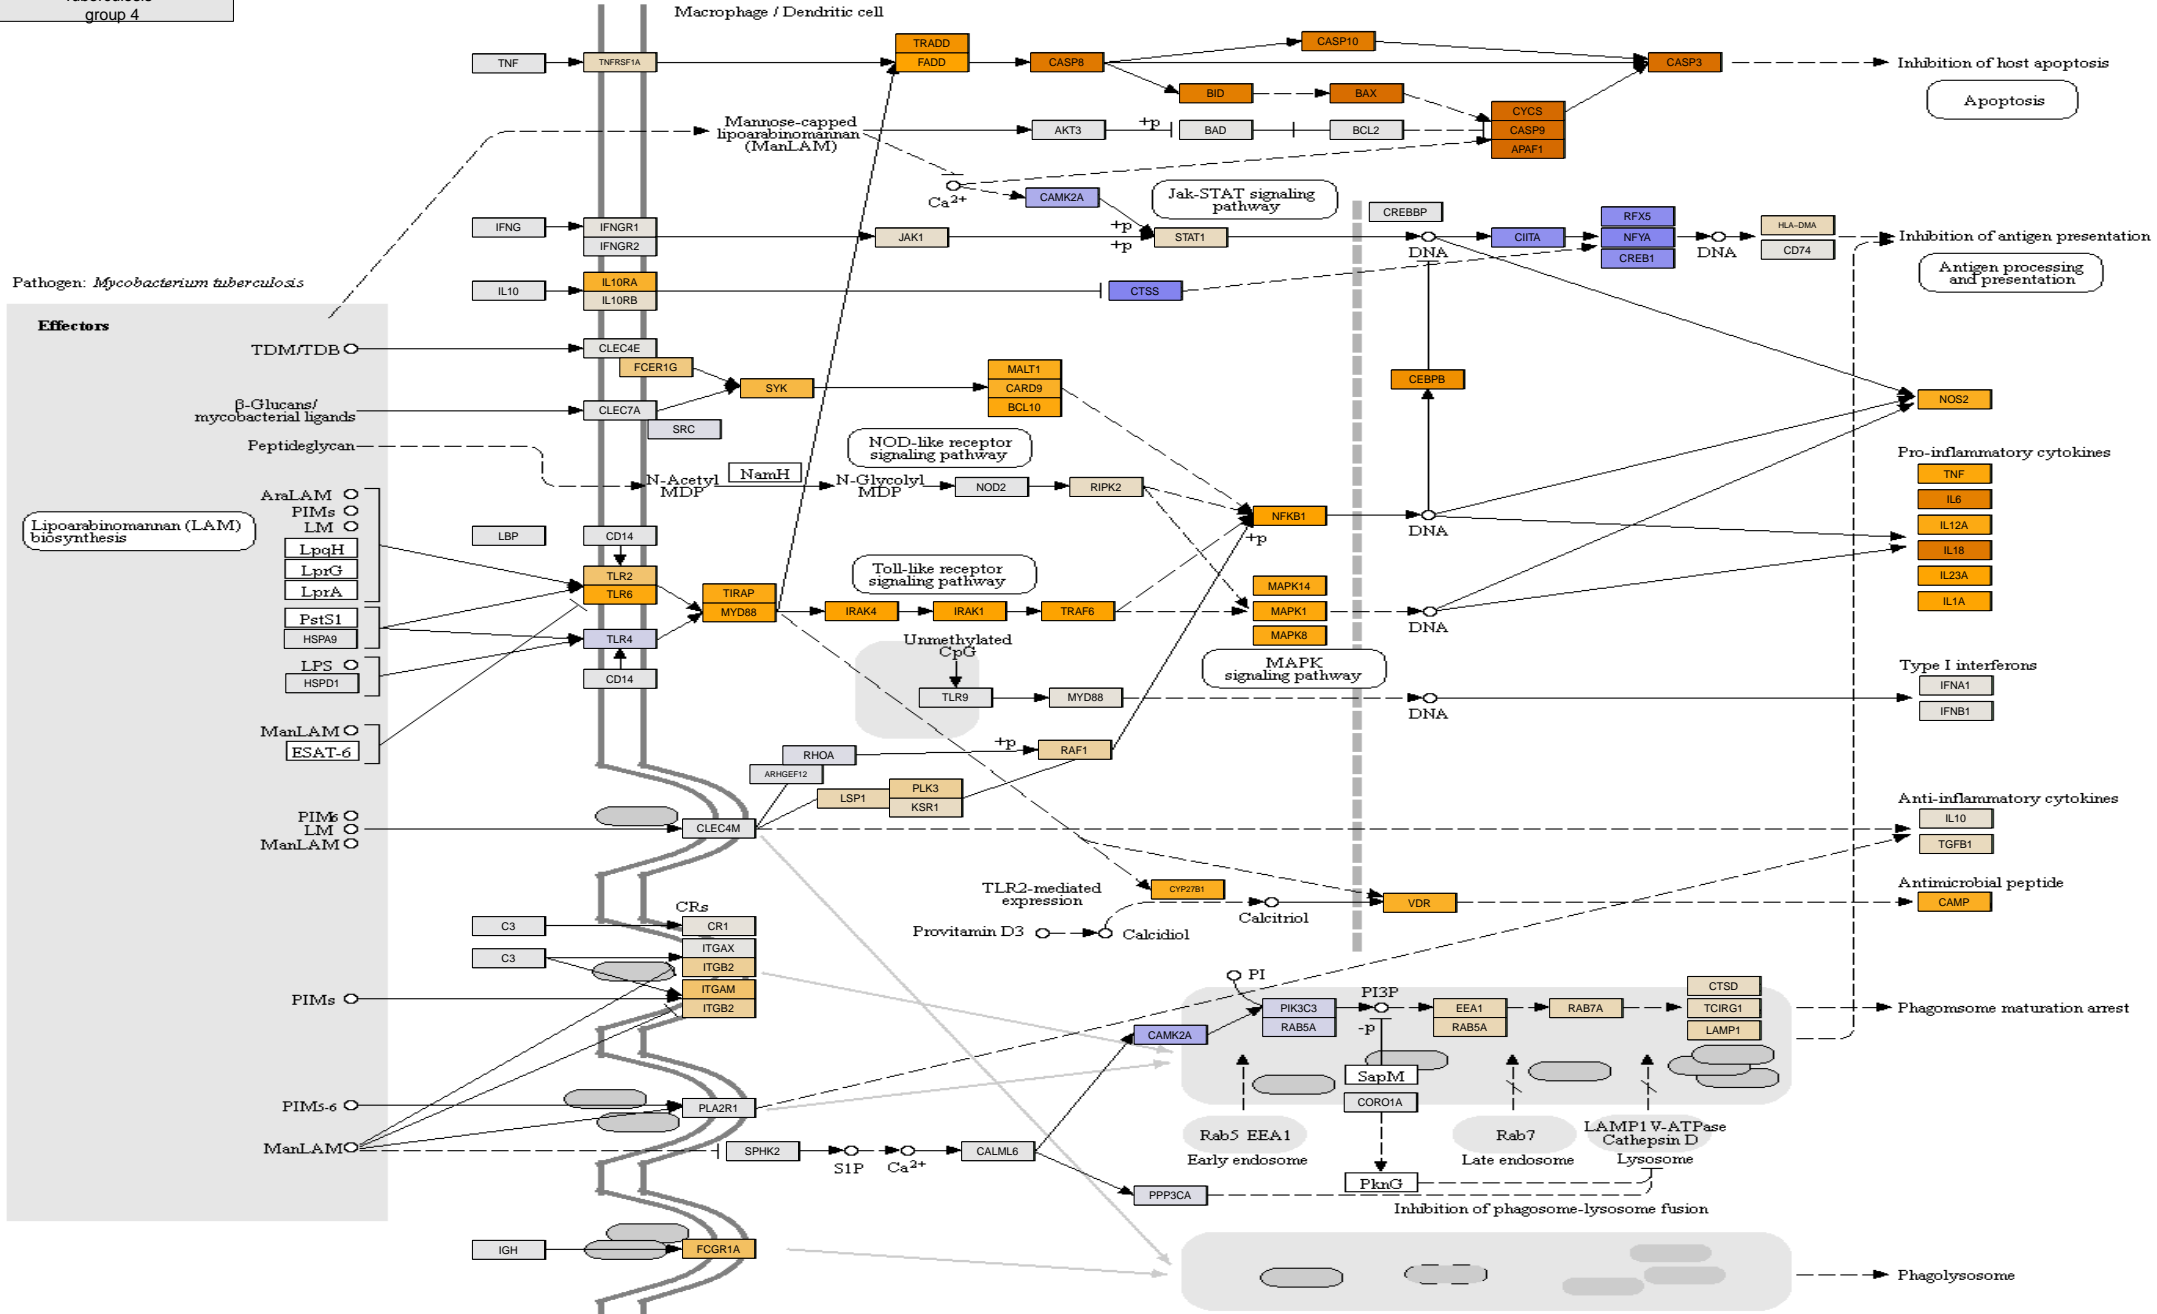 Tuberculosis
group 4
Macrophage / Dendritic cell
TNF
TNFRSF1A
TRADD
FADD
CASP8
CASP10
CASP3
Inhibition of host apoptosis
Apoptosis
BID
BAX
CYCS
CASP9
APAF1
Mannose-capped
lipoarabinomannan
(ManLAM)
AKT3
+p
BAD
BCL2
Ca2+
CAMK2A
Jak-STAT signaling
pathway
IFNG
IFNGR1
IFNGR2
JAK1
+p
+p
STAT1
CREBBP
DNA
CIITA
RFX5
NFYA
CREB1
DNA
HLA-DMA
CD74
Inhibition of antigen presentation
Antigen processing
and presentation
Pathogen: Mycobacterium tuberculosis
IL10
IL10RA
IL10RB
CTSS
Effectors
TDM/TDB
CLEC4E
FCER1G
SYK
MALT1
CARD9
BCL10
CEBPB
NOS2
β-Glucans/
mycobacterial ligands
CLEC7A
SRC
Peptideglycan
NOD-like receptor
signaling pathway
N-Acetyl
MDP
NamH
N-Glycolyl
MDP
NOD2
RIPK2
NFKB1
+p
DNA
Pro-inflammatory cytokines
TNF
IL6
IL12A
IL18
IL23A
IL1A
AraLAM
PIMs
LM
LpqH
LprG
LprA
Lipoarabinomannan (LAM)
biosynthesis
LBP
CD14
TLR2
TLR6
TIRAP
MYD88
Toll-like receptor
signaling pathway
IRAK4
IRAK1
TRAF6
MAPK14
MAPK1
MAPK8
DNA
MAPK
signaling pathway
PstS1
HSPA9
TLR4
LPS
HSPD1
CD14
Unmethylated
CpG
TLR9
MYD88
DNA
Type I interferons
IFNA1
IFNB1
ManLAM
ESAT-6
RHOA
ARHGEF12
+p
RAF1
LSP1
PLK3
KSR1
PIM6
LM
ManLAM
CLEC4M
Anti-inflammatory cytokines
IL10
TGFB1
TLR2-mediated
expression
CYP27B1
Calcitriol
VDR
Antimicrobial peptide
CAMP
Provitamin D3
Calcidiol
CRs
C3
CR1
C3
ITGAX
ITGB2
PIMs
ITGAM
ITGB2
PI
PIK3C3
RAB5A
PI3P
-p
EEA1
RAB5A
RAB7A
CTSD
TCIRG1
LAMP1
Phagomsome maturation arrest
CAMK2A
SapM
CORO1A
PIM5-6
PLA2R1
ManLAM
SPHK2
S1P
Ca2+
CALML6
PPP3CA
Rab5 EEA1
Early endosome
Rab7
Late endosome
LAMP1 V-ATPase
Cathepsin D
Lysosome
PknG
Inhibition of phagosome-lysosome fusion
IGH
FCGR1A
Phagolysosome